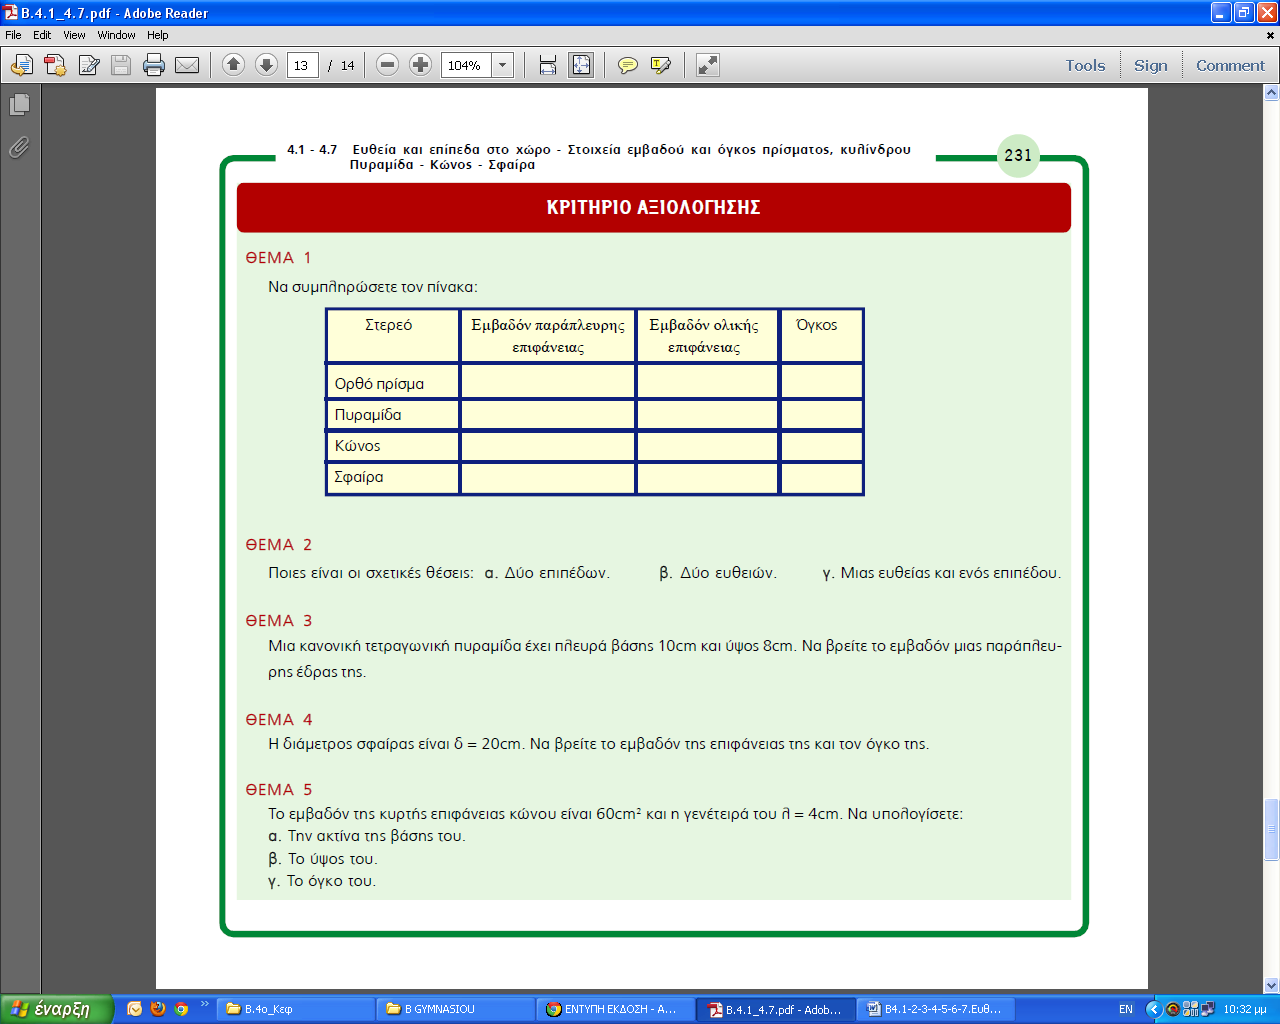 B.4.1_4.7.pdf - Adobe Reader
File Edit View Window Help
13 / 14 104% Tools Sign Comment
4.1 - 4.7 Ευθεία και επίπεδα στο χώρο - Στοιχεία εμβαδού και όγκος πρίσματος, κυλίνδρου
Πυραμίδα - Κώνος - Σφαίρα
231
ΚΡΙΤΗΡΙΟ ΑΞΙΟΛΟΓΗΣΗΣ
ΘΕΜΑ 1
Να συμπληρώσετε τον πίνακα:
Στερεό Εμβαδόν παράπλευρης Εμβαδόν ολικής Όγκος
επιφάνειας επιφάνειας
Ορθό πρίσμα
Πυραμίδα
Κώνος
Σφαίρα
ΘΕΜΑ 2
Ποιες είναι οι σχετικές θέσεις: α. Δύο επιπέδων. β. Δύο ευθειών. γ. Μιας ευθείας και ενός επιπέδου.
ΘΕΜΑ 3
Μια κανονική τετραγωνική πυραμίδα έχει πλευρά βάσης 10cm και ύψος 8cm. Να βρείτε το εμβαδόν μιας παράπλευ-
ρης έδρας της.
ΘΕΜΑ 4
Η διάμετρος σφαίρας είναι δ = 20cm. Να βρείτε το εμβαδόν της επιφάνειας της και τον όγκο της.
ΘΕΜΑ 5
Το εμβαδόν της κυρτής επιφάνειας κώνου είναι 60cm² και η γενέτειρά του λ = 4cm. Να υπολογίσετε:
α. Την ακτίνα της βάσης του.
β. Το ύψος του.
γ. Το όγκο του.
έναρξη B.4o_Κεφ B GYMNASIOU ΕΝΤΥΠΗ ΕΚΔΟΣΗ - Α... B.4.1_4.7.pdf - Adob... B4.1-2-3-4-5-6-7.Ευθ... EN 10:32 μμ